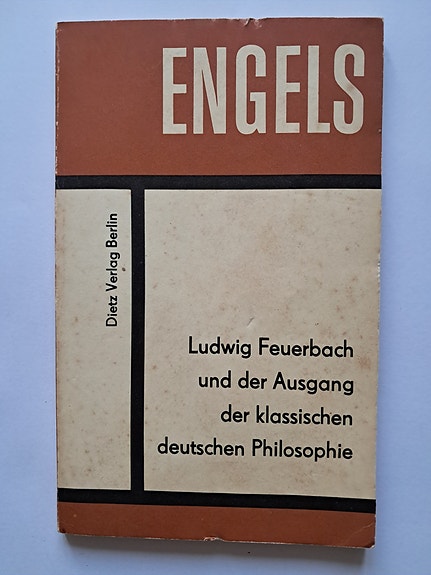 ENGELS
Dietz Verlag Berlin
Ludwig Feuerbach
und der Ausgang
der klassischen
deutschen Philosophie